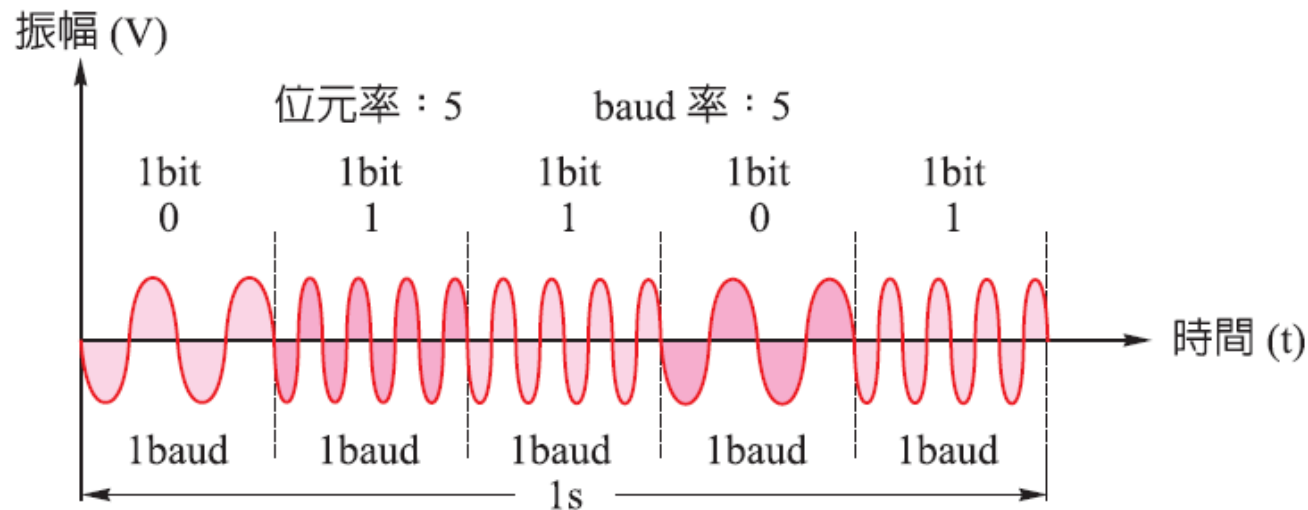 振幅 (V)
位元率：5 baud 率：5
1bit 1bit 1bit 1bit 1bit
0 1 1 0 1
時間 (t)
1baud 1baud 1baud 1baud 1baud
1s